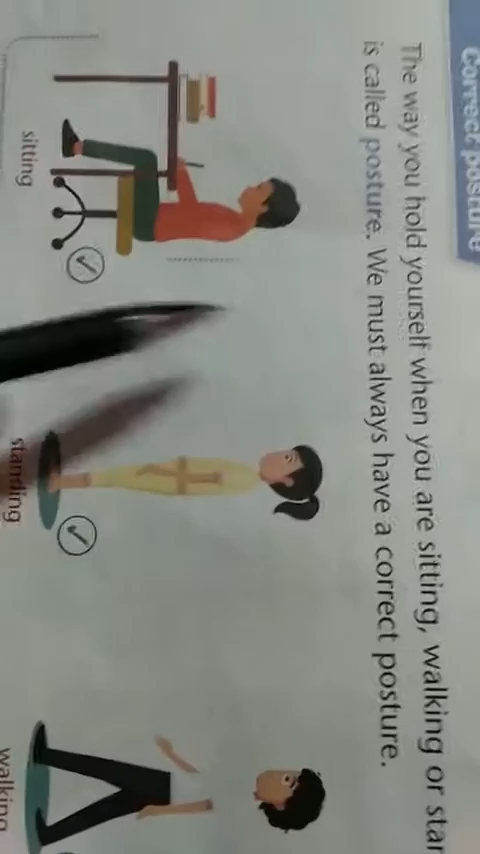 Correct posture
The way you hold yourself when you are sitting, walking or
is called posture. We must always have a correct posture.
sitting
standing
walking